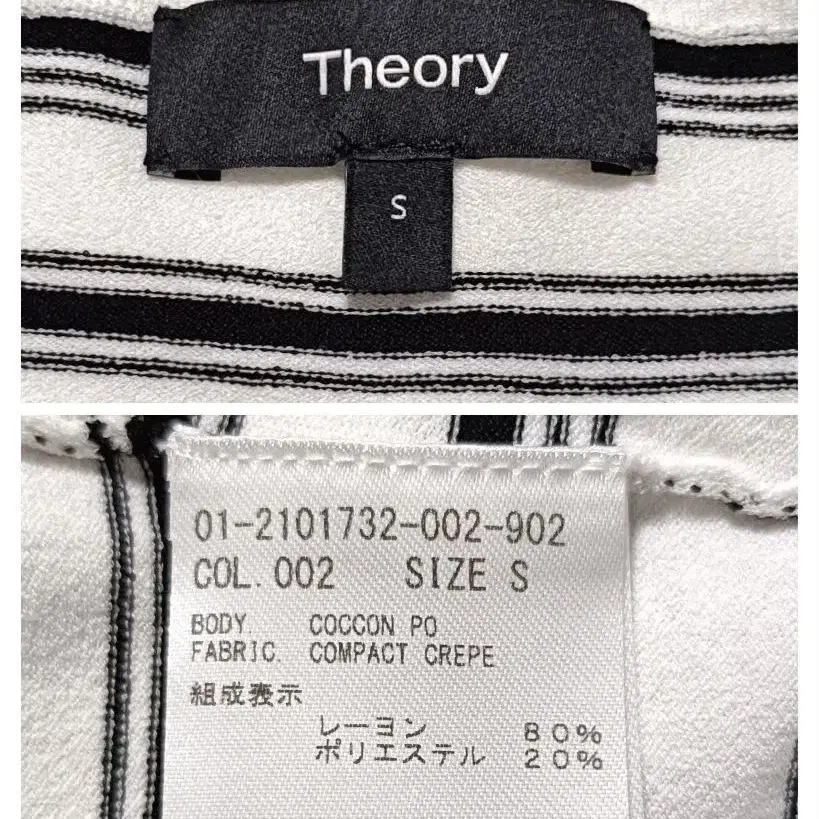 Theory
S
01-2101732-002-902
COL.002 SIZE S
BODY. COCCON PO
FABRIC. COMPACT CREPE
組成表示
レーヨン 80%
ポリエステル 20%